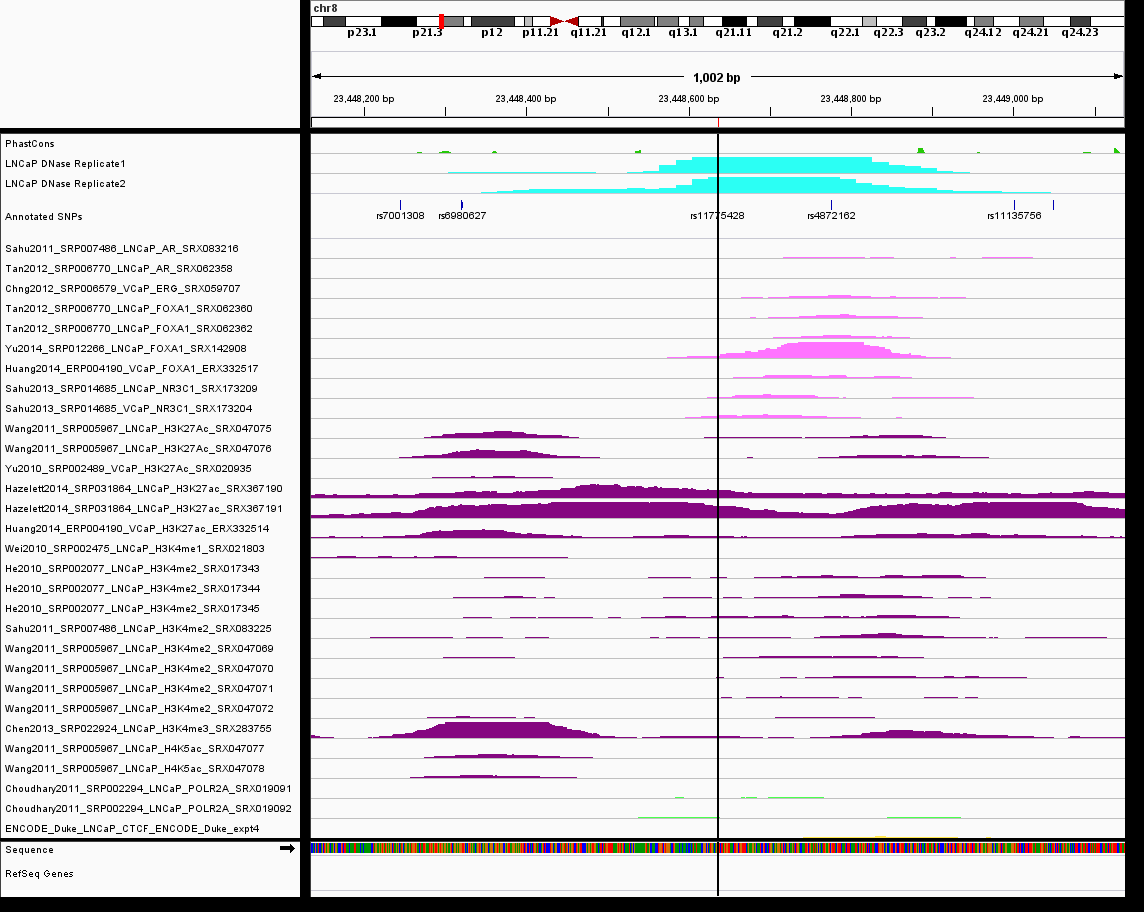 chr8
p23.1 p21.3 p12 p11.21 q11.21 q12.1 q13.1 q21.11 q21.2 q22.1 q22.3 q23.2 q24.12 q24.21 q24.23
1,002 bp
23,448,200 bp 23,448,400 bp 23,448,600 bp 23,448,800 bp 23,449,000 bp
PhastCons
LNCaP DNase Replicate1
LNCaP DNase Replicate2
Annotated SNPs
rs7001308 rs6980627 rs11775428 rs4872162 rs11135756
Sahu2011_SRP007486_LNCaP_AR_SRX083216
Tan2012_SRP006770_LNCaP_AR_SRX062358
Chng2012_SRP006579_VCaP_ERG_SRX059707
Tan2012_SRP006770_LNCaP_FOXA1_SRX062360
Tan2012_SRP006770_LNCaP_FOXA1_SRX062362
Yu2014_SRP012266_LNCaP_FOXA1_SRX142908
Huang2014_ERP004190_VCaP_FOXA1_ERX332517
Sahu2013_SRP014685_LNCaP_NR3C1_SRX173209
Sahu2013_SRP014685_VCaP_NR3C1_SRX173204
Wang2011_SRP005967_LNCaP_H3K27Ac_SRX047075
Wang2011_SRP005967_LNCaP_H3K27Ac_SRX047076
Yu2010_SRP002489_VCaP_H3K27Ac_SRX020935
Hazelett2014_SRP031864_LNCaP_H3K27ac_SRX367190
Hazelett2014_SRP031864_LNCaP_H3K27ac_SRX367191
Huang2014_ERP004190_VCaP_H3K27ac_ERX332514
Wei2010_SRP002475_LNCaP_H3K4me1_SRX021803
He2010_SRP002077_LNCaP_H3K4me2_SRX017343
He2010_SRP002077_LNCaP_H3K4me2_SRX017344
He2010_SRP002077_LNCaP_H3K4me2_SRX017345
Sahu2011_SRP007486_LNCaP_H3K4me2_SRX083225
Wang2011_SRP005967_LNCaP_H3K4me2_SRX047069
Wang2011_SRP005967_LNCaP_H3K4me2_SRX047070
Wang2011_SRP005967_LNCaP_H3K4me2_SRX047071
Wang2011_SRP005967_LNCaP_H3K4me2_SRX047072
Chen2013_SRP022924_LNCaP_H3K4me3_SRX283755
Wang2011_SRP005967_LNCaP_H4K5ac_SRX047077
Wang2011_SRP005967_LNCaP_H4K5ac_SRX047078
Choudhary2011_SRP002294_LNCaP_POLR2A_SRX019091
Choudhary2011_SRP002294_LNCaP_POLR2A_SRX019092
ENCODE_Duke_LNCaP_CTCF_ENCODE_Duke_expt4
Sequence
RefSeq Genes